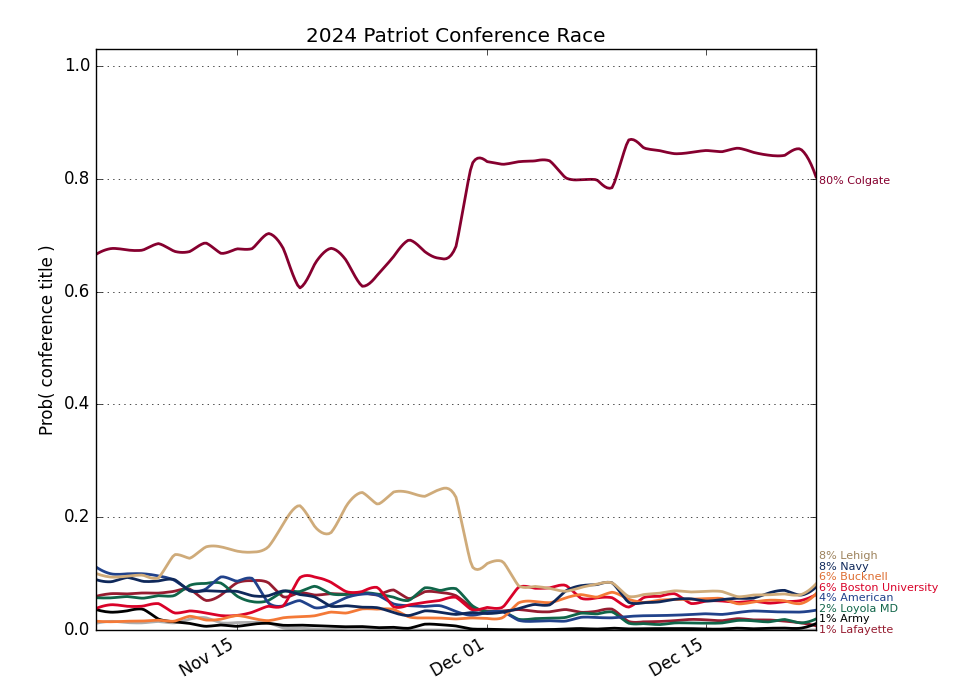 2024 Patriot Conference Race
Prob( conference title )
1.0
0.8
0.6
0.4
0.2
0.0
Nov 15
Dec 01
Dec 15
80% Colgate
8% Lehigh
8% Navy
6% Bucknell
6% Boston University
4% American
2% Loyola MD
1% Army
1% Lafayette